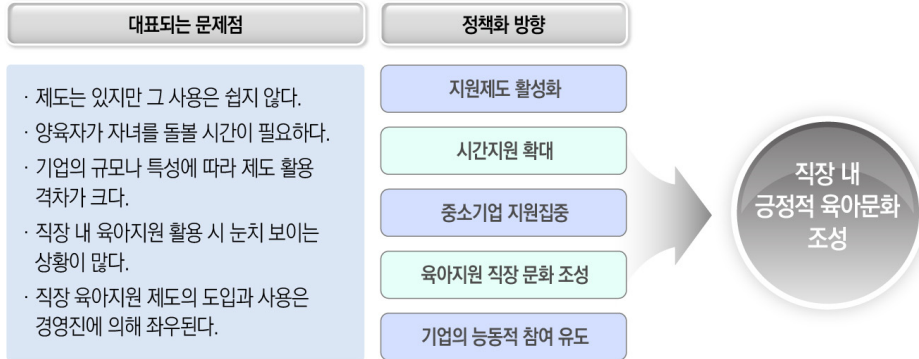 대표되는 문제점
정책화 방향
· 제도는 있지만 그 사용은 쉽지 않다.
· 양육자가 자녀를 돌볼 시간이 필요하다.
· 기업의 규모나 특성에 따라 제도 활용
격차가 크다.
· 직장 내 육아지원 활용 시 눈치 보이는
상황이 많다.
· 직장 육아지원 제도의 도입과 사용은
경영진에 의해 좌우된다.
지원제도 활성화
시간지원 확대
중소기업 지원집중
육아지원 직장 문화 조성
기업의 능동적 참여 유도
직장 내
긍정적 육아문화
조성